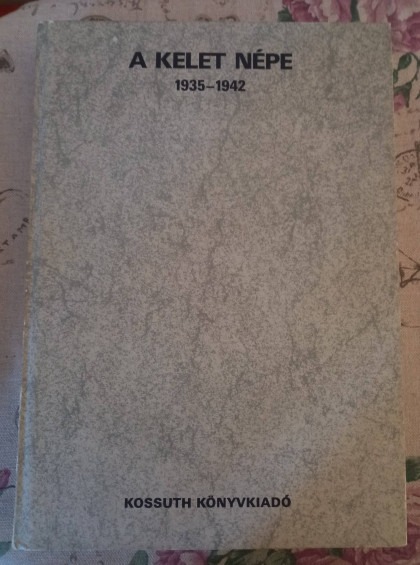 A KELET NÉPE
1935–1942
KOSSUTH KÖNYVKIADÓ